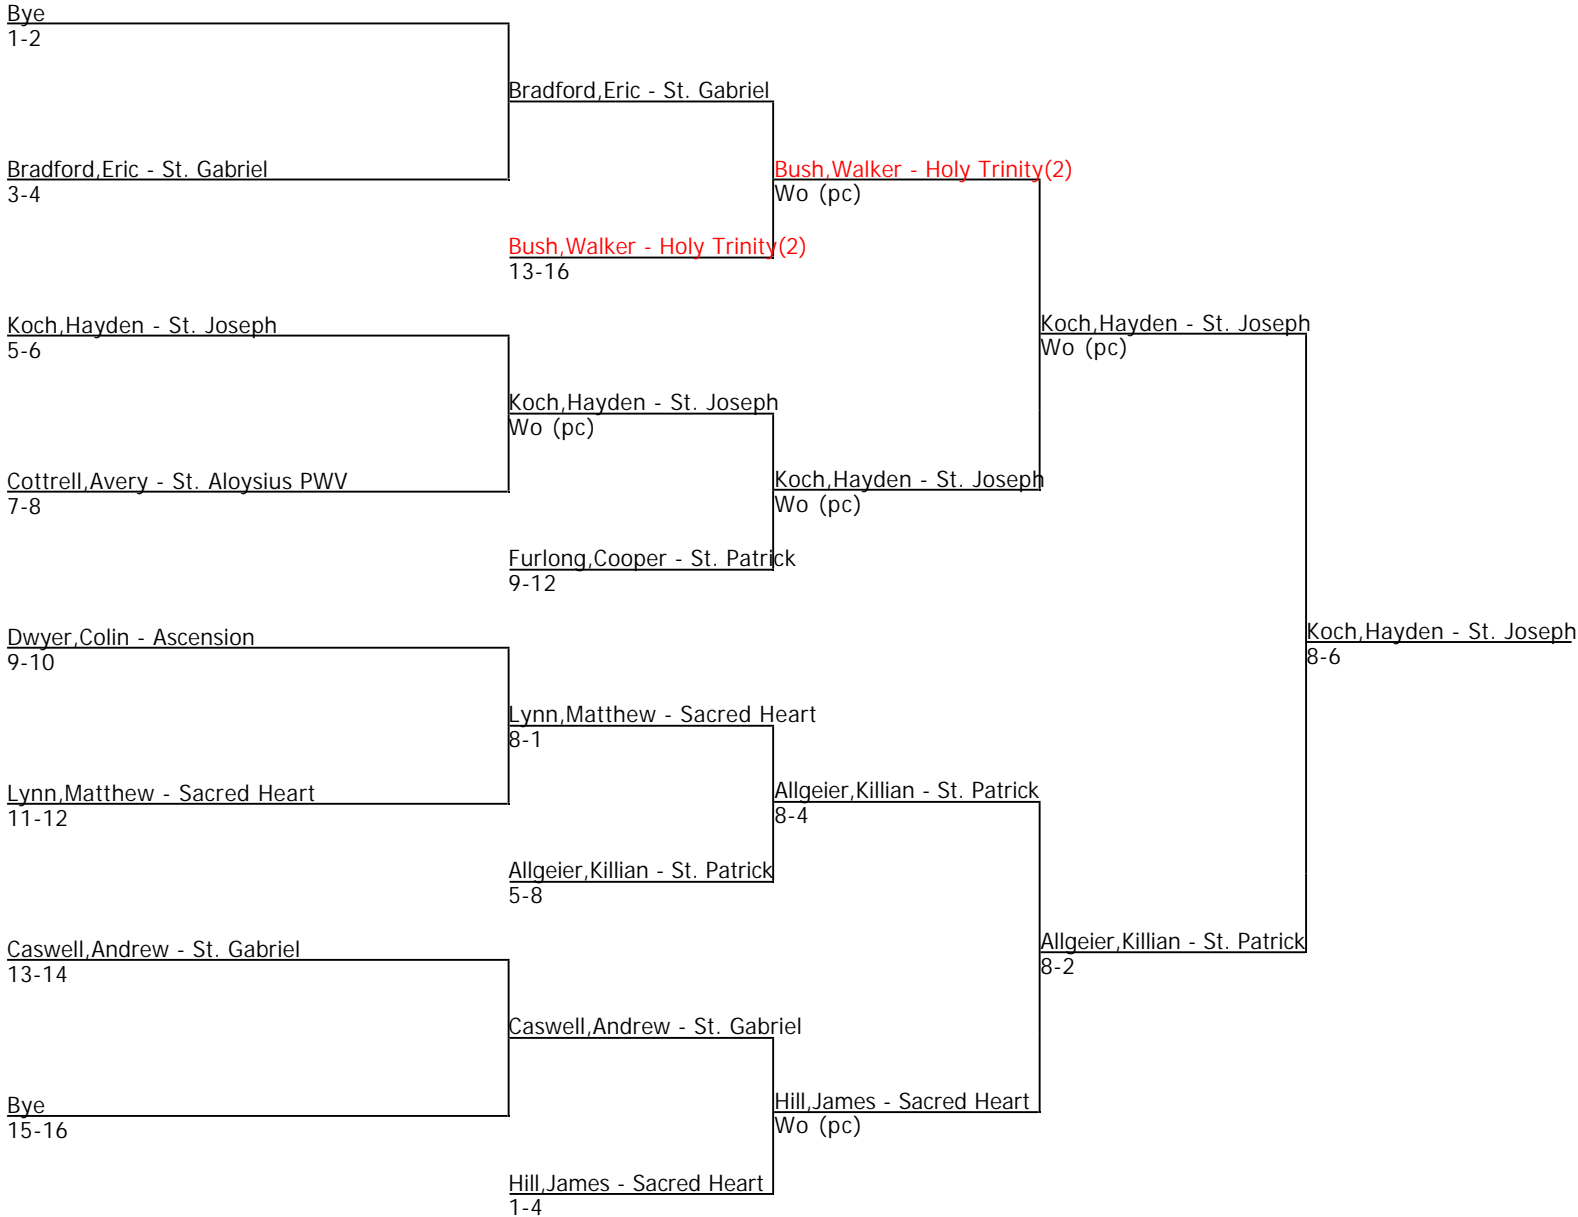 Bye
1-2
Bradford,Eric - St. Gabriel
Bradford,Eric - St. Gabriel
3-4
Bush,Walker - Holy Trinity(2)
Wo (pc)
Bush,Walker - Holy Trinity(2)
13-16
Koch,Hayden - St. Joseph
5-6
Koch,Hayden - St. Joseph
Wo (pc)
Koch,Hayden - St. Joseph
Wo (pc)
Cottrell,Avery - St. Aloysius PWV
7-8
Koch,Hayden - St. Joseph
Wo (pc)
Furlong,Cooper - St. Patrick
9-12
Dwyer,Colin - Ascension
9-10
Koch,Hayden - St. Joseph
8-6
Lynn,Matthew - Sacred Heart
8-1
Lynn,Matthew - Sacred Heart
11-12
Allgeier,Killian - St. Patrick
8-4
Allgeier,Killian - St. Patrick
5-8
Caswell,Andrew - St. Gabriel
13-14
Allgeier,Killian - St. Patrick
8-2
Caswell,Andrew - St. Gabriel
Bye
15-16
Hill,James - Sacred Heart
Wo (pc)
Hill,James - Sacred Heart
1-4